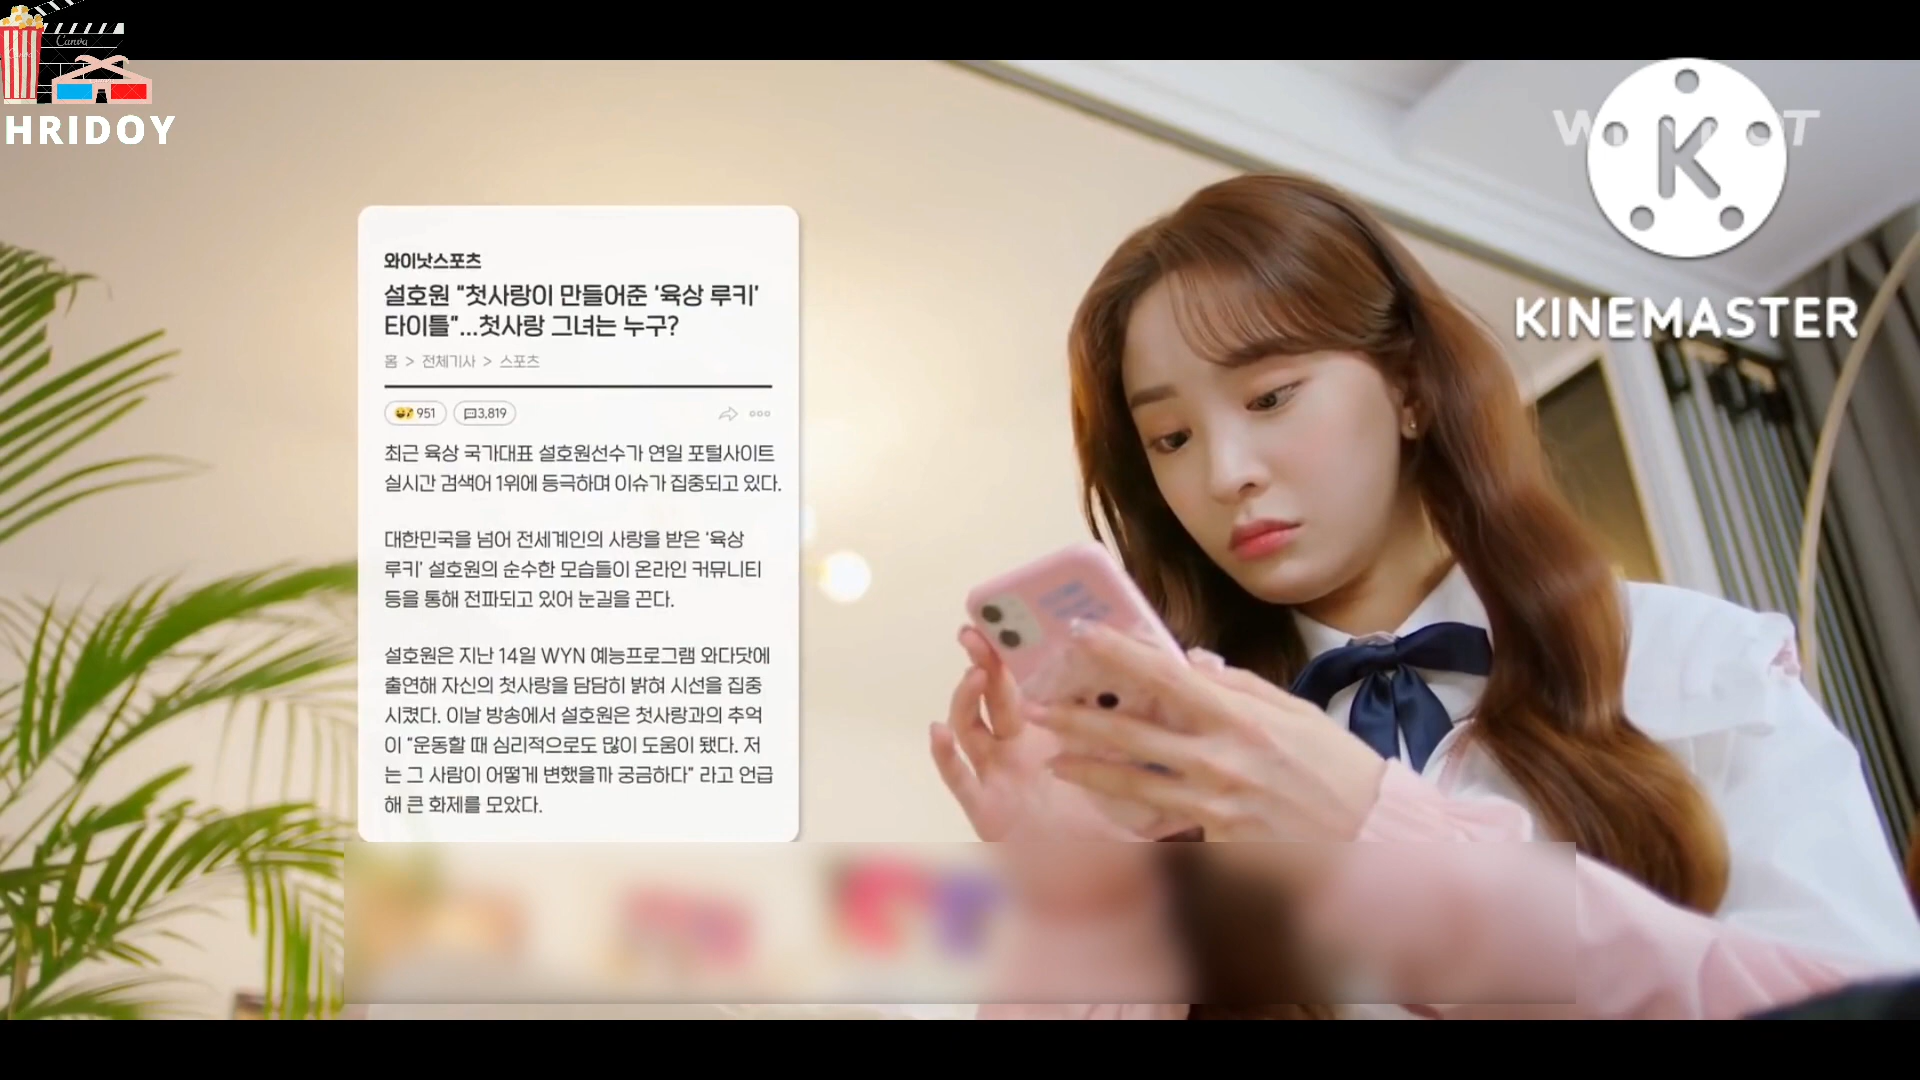 Canva
HRIDOY
KINEMASTER
와이낫스포츠
설호원 "첫사랑이 만들어준 '육상 루키'
타이틀"...첫사랑 그녀는 누구?
홈 > 전체기사 > 스포츠
951 3,819
최근 육상 국가대표 설호원선수가 연일 포털사이트
실시간 검색어 1위에 등극하며 이슈가 집중되고 있다.
대한민국을 넘어 전세계인의 사랑을 받은 '육상
루키' 설호원의 순수한 모습들이 온라인 커뮤니티
등을 통해 전파되고 있어 눈길을 끈다.
설호원은 지난 14일 WYN 예능프로그램 와다닷에
출연해 자신의 첫사랑을 담담히 밝혀 시선을 집중
시켰다. 이날 방송에서 설호원은 첫사랑과의 추억
이 "운동할 때 심리적으로도 많이 도움이 됐다. 저
는 그 사람이 어떻게 변했을까 궁금하다" 라고 언급
해 큰 화제를 모았다.